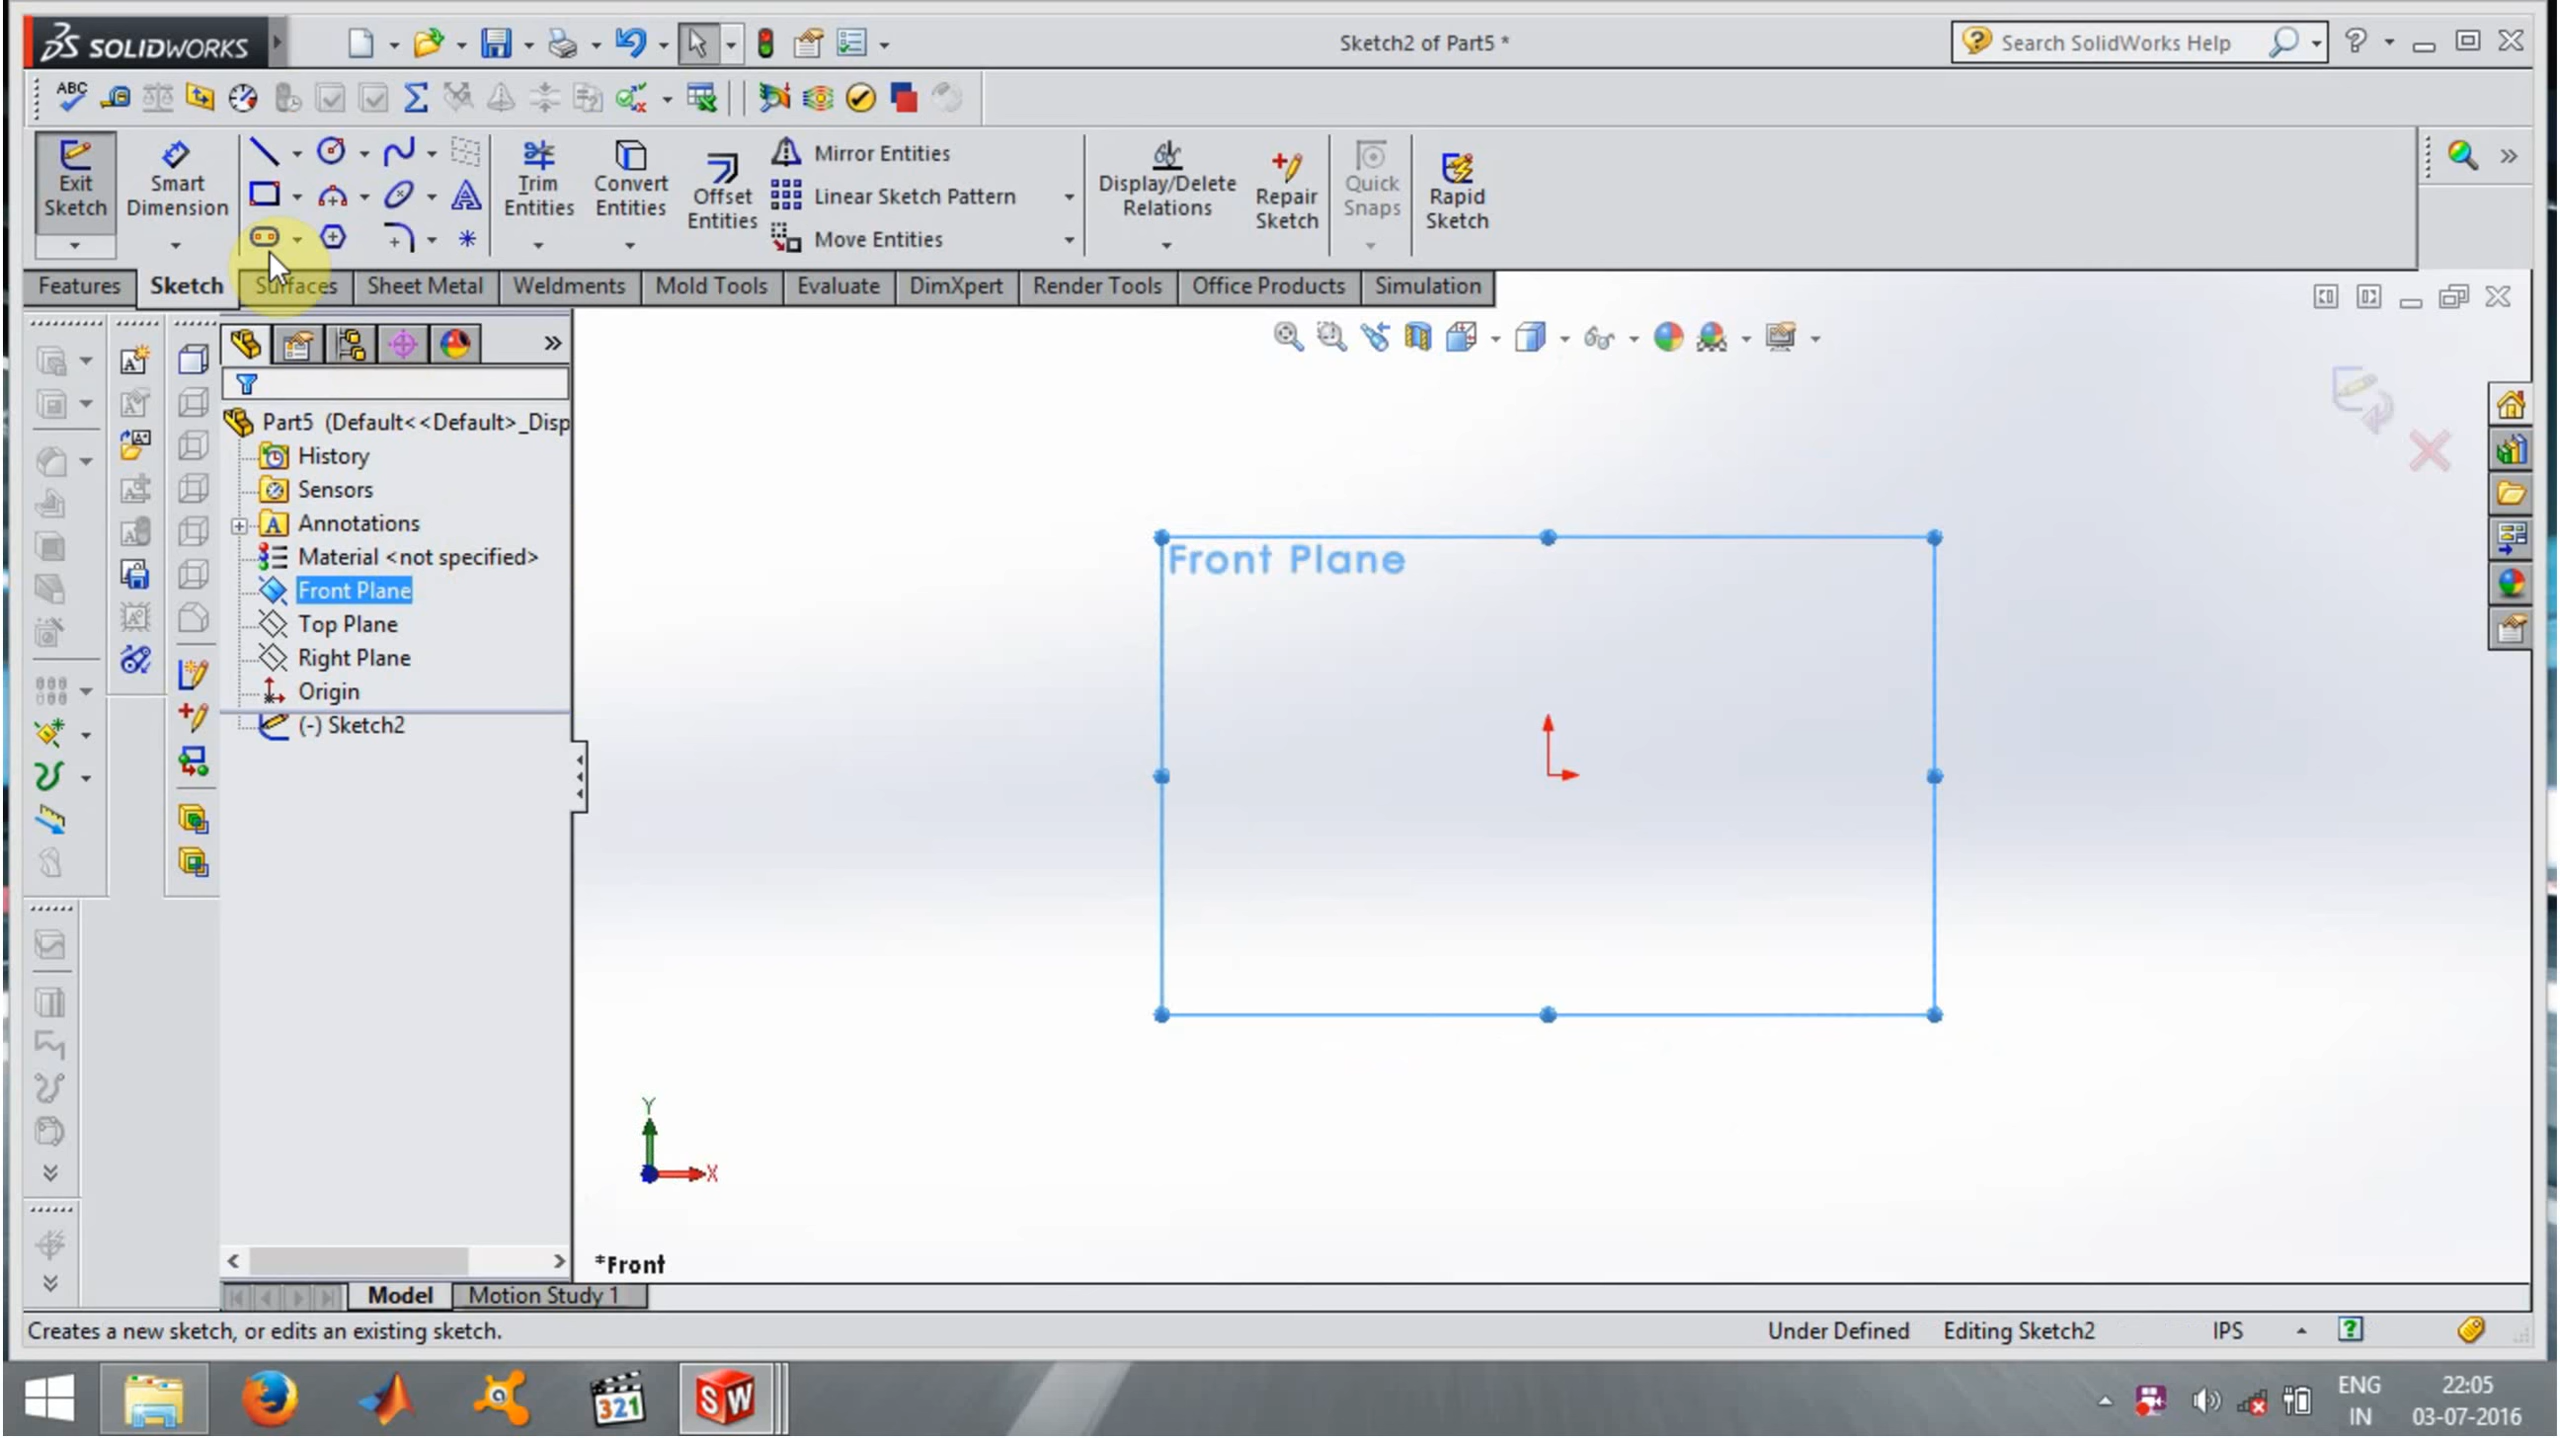 SOLIDWORKS
Sketch2 of Part5 *
Search SolidWorks Help
ABC
Exit Sketch
Smart Dimension
Trim Entities
Convert Entities
Offset Entities
Mirror Entities
Linear Sketch Pattern
Move Entities
Display/Delete Relations
Repair Sketch
Quick Snaps
Rapid Sketch
Features Sketch Surfaces Sheet Metal Weldments Mold Tools Evaluate DimXpert Render Tools Office Products Simulation
Part5 (Default<<Default>_Disp
History
Sensors
Annotations
Material <not specified>
Front Plane
Top Plane
Right Plane
Origin
(-) Sketch2
Front Plane
Y
X
*Front
Model Motion Study 1
Creates a new sketch, or edits an existing sketch.
Under Defined Editing Sketch2 IPS
321
SW
ENG 22:05
IN 03-07-2016